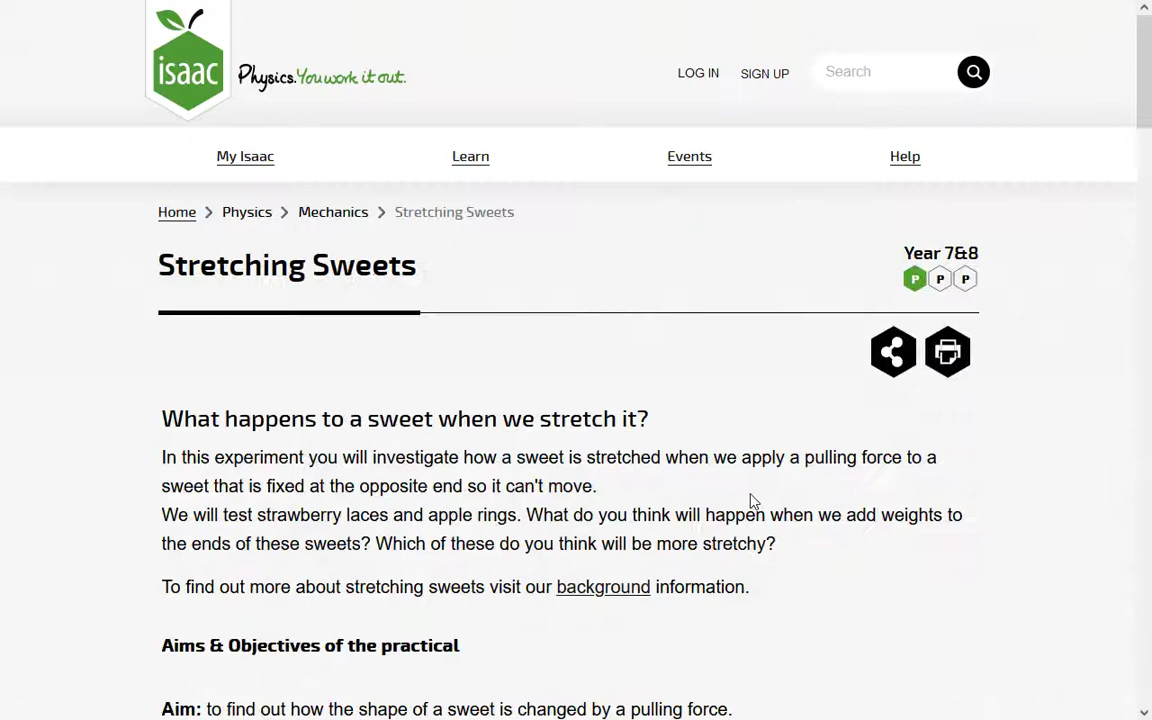 isaac
Physics.You work it out.
LOG IN SIGN UP Search
My Isaac Learn Events Help
Home Physics Mechanics Stretching Sweets
Stretching Sweets
Year 7&8
P P P
What happens to a sweet when we stretch it?
In this experiment you will investigate how a sweet is stretched when we apply a pulling force to a
sweet that is fixed at the opposite end so it can't move.
We will test strawberry laces and apple rings. What do you think will happen when we add weights to
the ends of these sweets? Which of these do you think will be more stretchy?
To find out more about stretching sweets visit our background information.
Aims & Objectives of the practical
Aim: to find out how the shape of a sweet is changed by a pulling force.